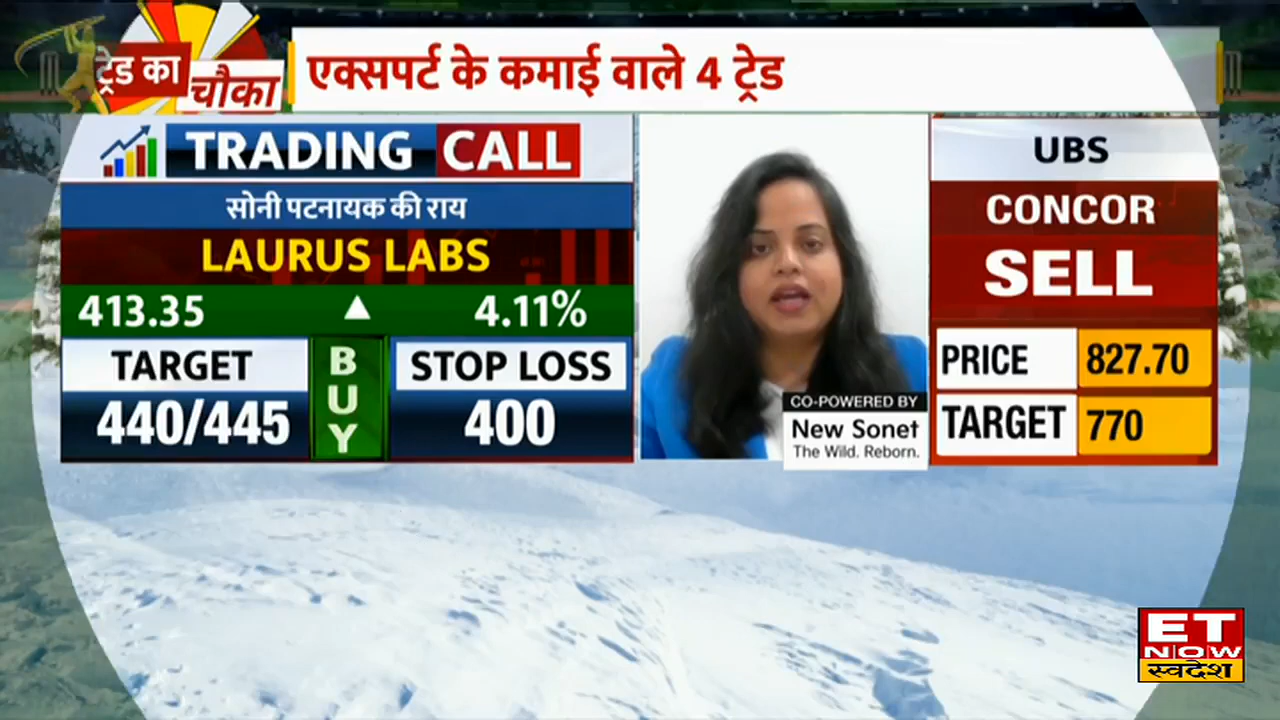 ट्रेड का
चौका
एक्सपर्ट के कमाई वाले 4 ट्रेड
TRADING CALL
सोनी पटनायक की राय
LAURUS LABS
413.35 ▲ 4.11%
TARGET
440/445
BUY
STOP LOSS
400
CO-POWERED BY
New Sonet
The Wild. Reborn.
UBS
CONCOR
SELL
PRICE 827.70
TARGET 770
ET
NOW
स्वदेश